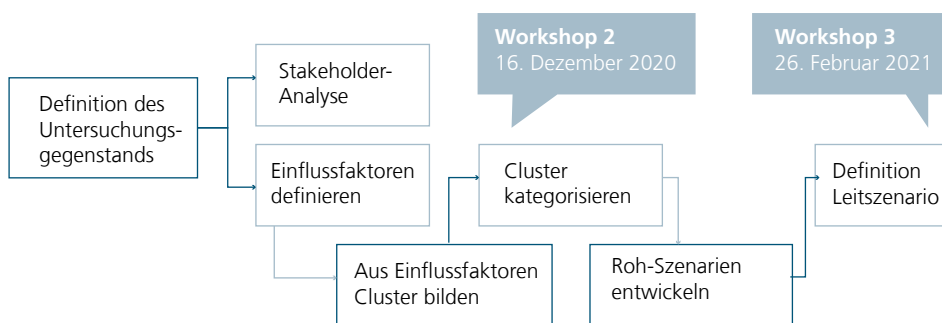 Workshop 2
16. Dezember 2020
Workshop 3
26. Februar 2021
Definition des
Untersuchungs-
gegenstands
Stakeholder-
Analyse
Einflussfaktoren
definieren
Aus Einflussfaktoren
Cluster bilden
Cluster
kategorisieren
Roh-Szenarien
entwickeln
Definition
Leitszenario